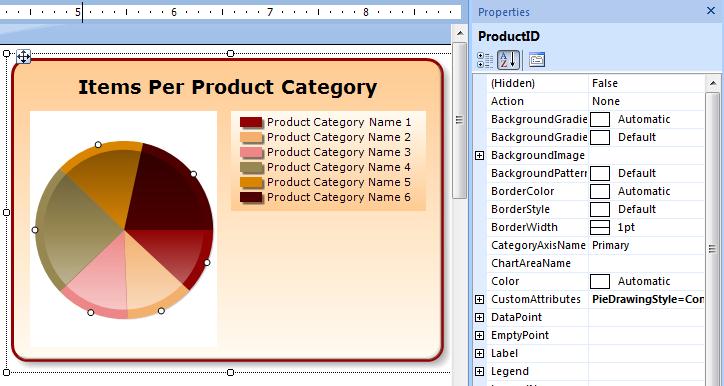 5 6 7 8
Items Per Product Category
Product Category Name 1
Product Category Name 2
Product Category Name 3
Product Category Name 4
Product Category Name 5
Product Category Name 6
Properties
ProductID
(Hidden) False
Action None
BackgroundGradie Automatic
BackgroundGradie Default
BackgroundImage
BackgroundPattern Default
BorderColor Automatic
BorderStyle Default
BorderWidth 1pt
CategoryAxisName Primary
ChartAreaName
Color Automatic
CustomAttributes PieDrawingStyle=Con
DataPoint
EmptyPoint
Label
Legend